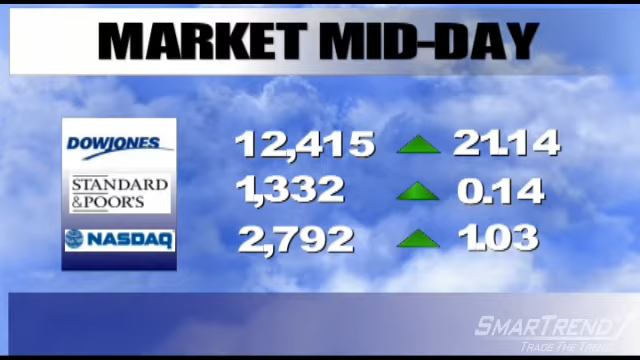 MARKET MID-DAY
DOWJONES 12,415 21.14
STANDARD
&POOR'S 1,332 0.14
NASDAQ 2,792 1.03
SMARTREND
TRACE THE TREND